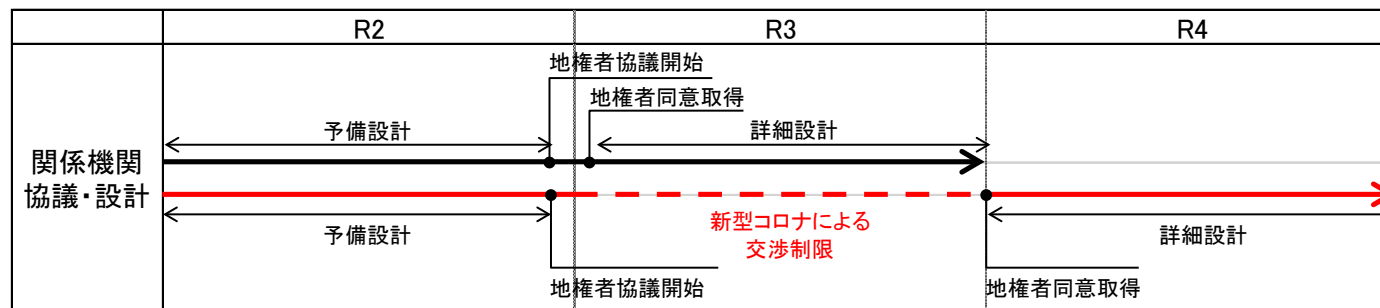 R2
R3
R4
地権者協議開始
地権者同意取得
予備設計
詳細設計
関係機関
協議・設計
予備設計
新型コロナによる
交渉制限
詳細設計
地権者協議開始
地権者同意取得